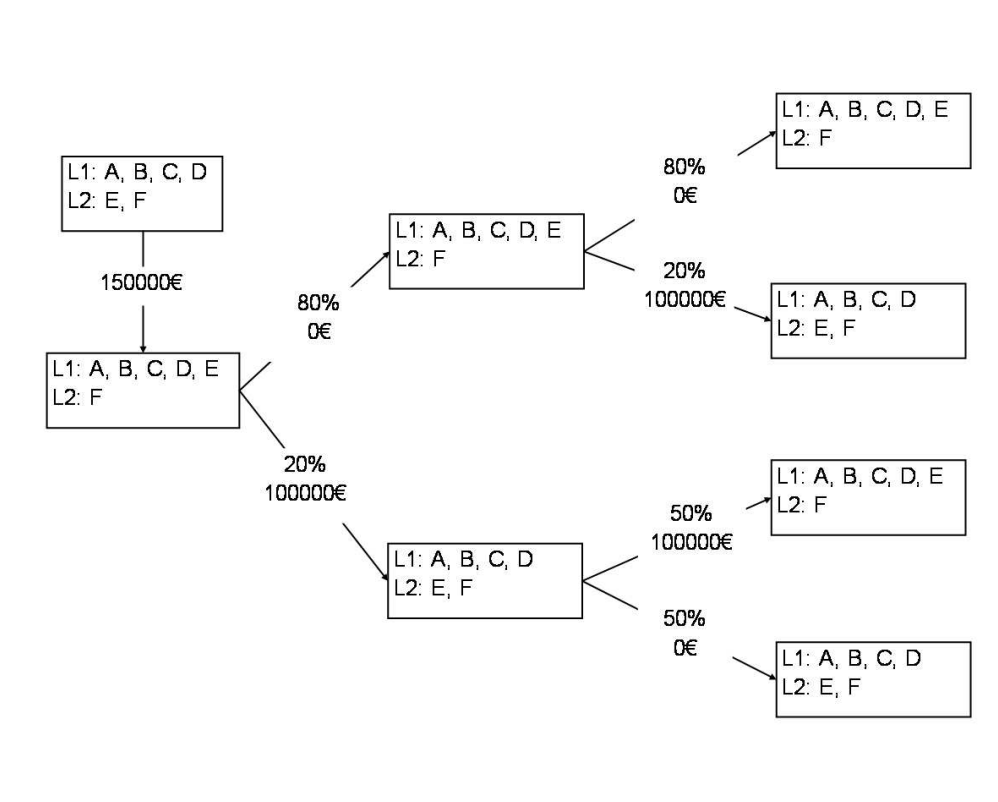 L1: A, B, C, D
L2: E, F
150000€
L1: A, B, C, D, E
L2: F
80%
0€
20%
100000€
L1: A, B, C, D, E
L2: F
L1: A, B, C, D
L2: E, F
80%
0€
20%
100000€
50%
100000€
50%
0€
L1: A, B, C, D, E
L2: F
L1: A, B, C, D
L2: E, F
L1: A, B, C, D, E
L2: F
L1: A, B, C, D
L2: E, F